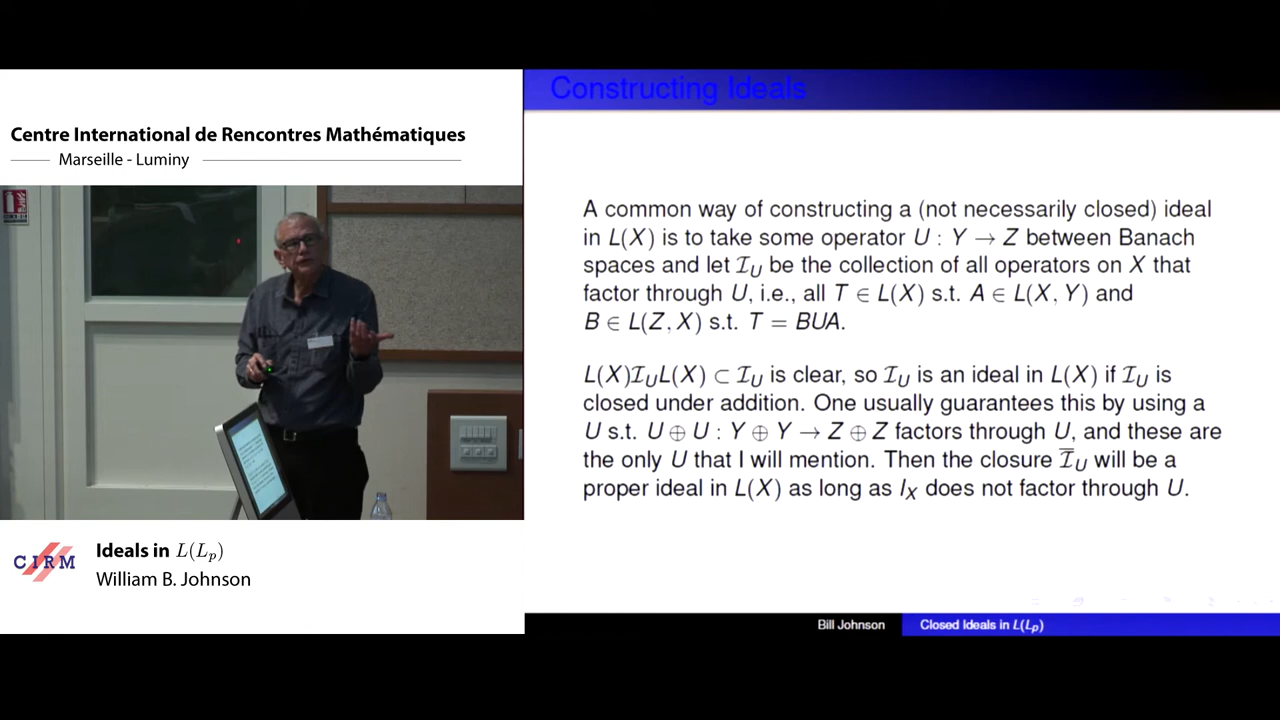 Centre International de Rencontres Mathématiques
Marseille - Luminy
CIRM
Ideals in L(Lₚ)
William B. Johnson
Constructing Ideals
A common way of constructing a (not necessarily closed) ideal
in L(X) is to take some operator U : Y → Z between Banach
spaces and let ℐ_U be the collection of all operators on X that
factor through U, i.e., all T ∈ L(X) s.t. A ∈ L(X, Y) and
B ∈ L(Z, X) s.t. T = BUA.
L(X)ℐ_U L(X) ⊂ ℐ_U is clear, so ℐ_U is an ideal in L(X) if ℐ_U is
closed under addition. One usually guarantees this by using a
U s.t. U ⊕ U : Y ⊕ Y → Z ⊕ Z factors through U, and these are
the only U that I will mention. Then the closure ℐ̅_U will be a
proper ideal in L(X) as long as I_X does not factor through U.
Bill Johnson
Closed Ideals in L(Lₚ)